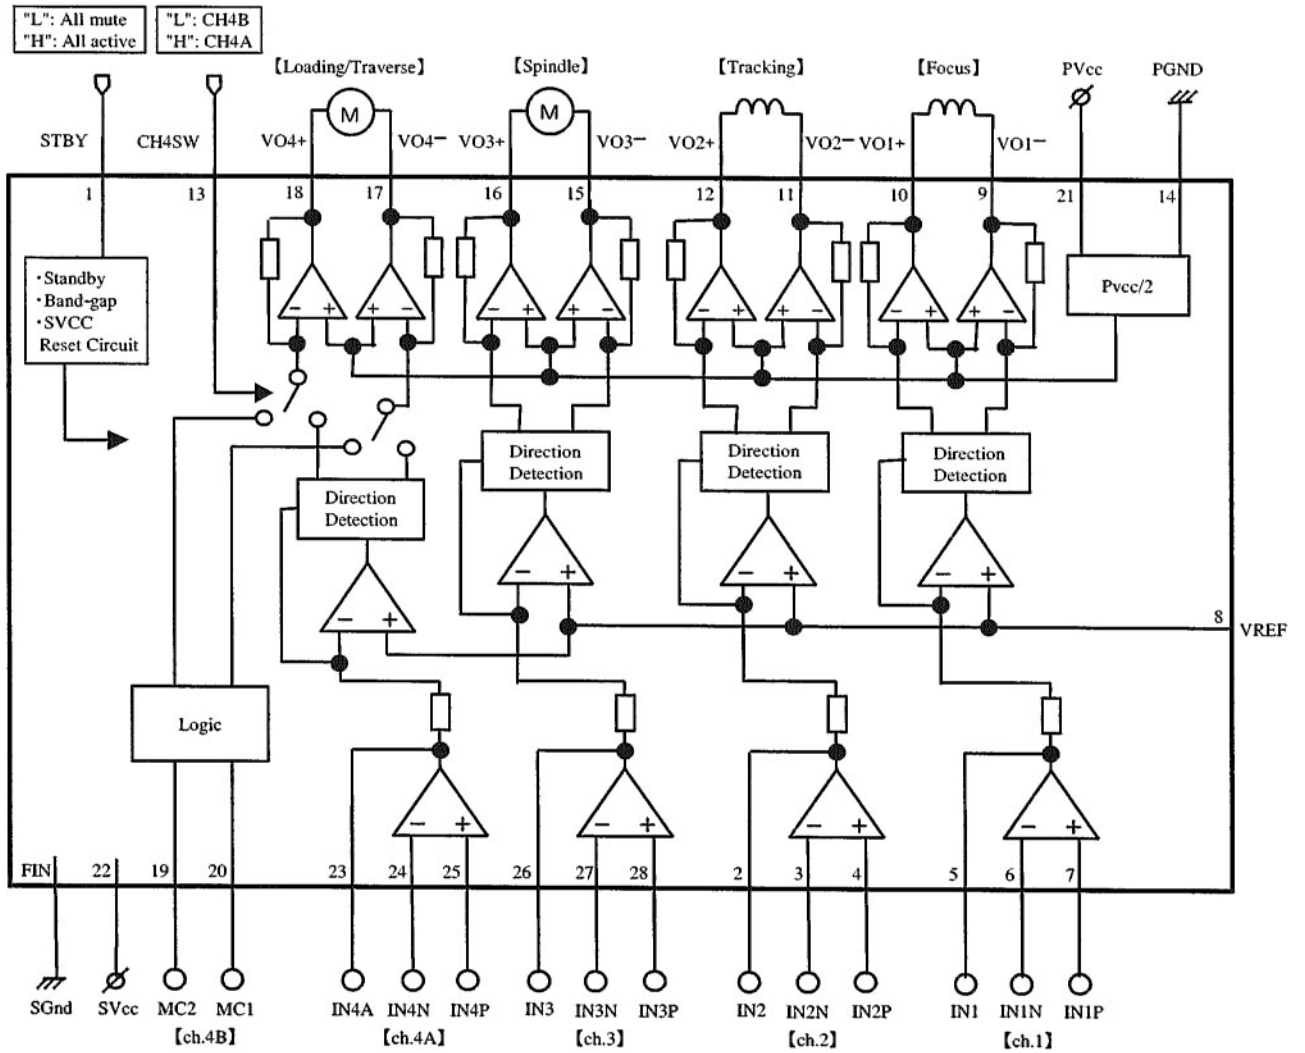 "L": All mute
"H": All active
"L": CH4B
"H": CH4A
【Loading/Traverse】
【Spindle】
【Tracking】
【Focus】
PVcc
PGND
M
M
STBY
CH4SW
VO4+
VO4−
VO3+
VO3−
VO2+
VO2−
VO1+
VO1−
1
13
18
17
16
15
12
11
10
9
21
14
・Standby
・Band-gap
・SVCC
Reset Circuit
Pvcc/2
− + + −
− + + −
− + + −
− + + −
Direction
Detection
Direction
Detection
Direction
Detection
Direction
Detection
− +
− +
− +
− +
8
VREF
Logic
− +
− +
− +
− +
FIN
22
19
20
23
24
25
26
27
28
2
3
4
5
6
7
SGnd
SVcc
MC2
MC1
IN4A
IN4N
IN4P
IN3
IN3N
IN3P
IN2
IN2N
IN2P
IN1
IN1N
IN1P
【ch.4B】
【ch.4A】
【ch.3】
【ch.2】
【ch.1】